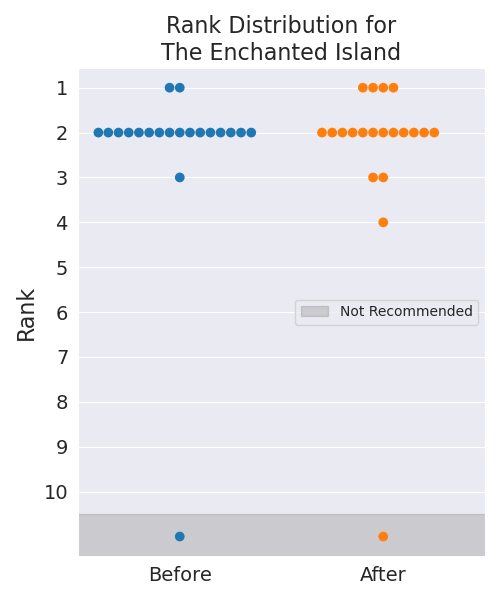 Rank Distribution for
The Enchanted Island
1
2
3
4
5
6
7
8
9
10
Rank
Not Recommended
Before
After